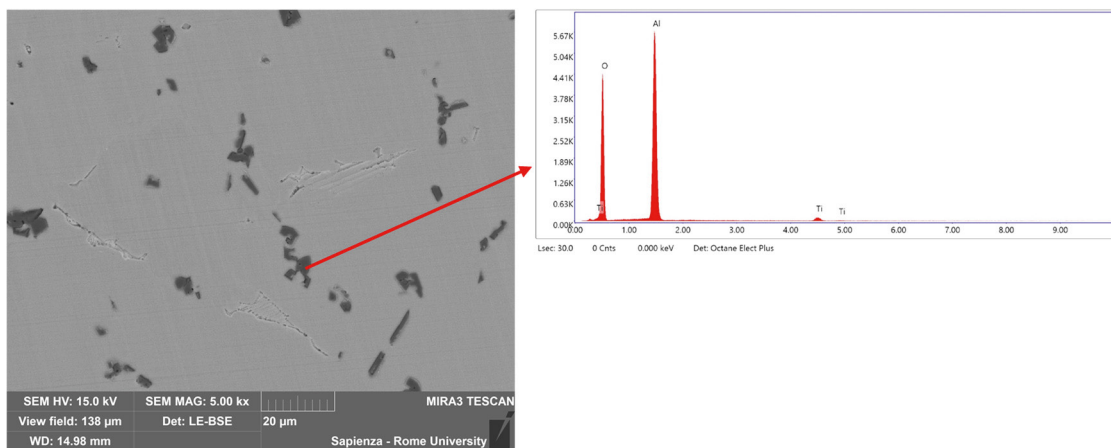 SEM HV: 15.0 kV SEM MAG: 5.00 kx MIRA3 TESCAN
View field: 138 µm Det: LE-BSE 20 µm
WD: 14.98 mm Sapienza - Rome University
Al
O
Ti
Ti
Ti
5.67K
5.04K
4.41K
3.78K
3.15K
2.52K
1.89K
1.26K
0.63K
0.00K
0.00 1.00 2.00 3.00 4.00 5.00 6.00 7.00 8.00 9.00
Lsec: 30.0 0 Cnts 0.000 keV Det: Octane Elect Plus